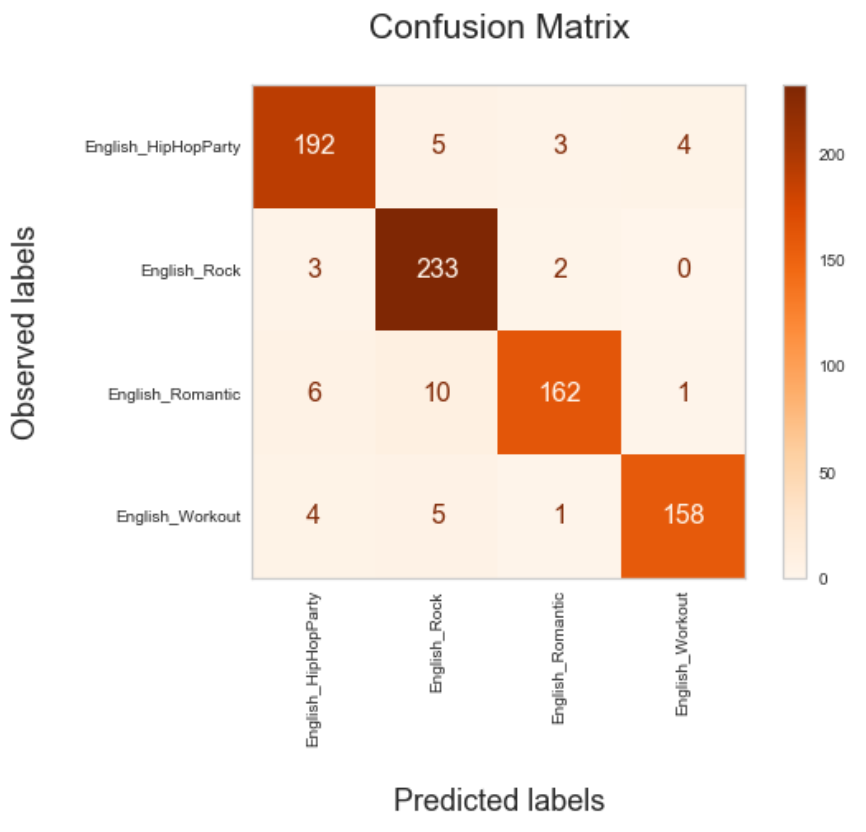 Confusion Matrix
Observed labels
English_HipHopParty 192 5 3 4
English_Rock 3 233 2 0
English_Romantic 6 10 162 1
English_Workout 4 5 1 158
English_HipHopParty
English_Rock
English_Romantic
English_Workout
Predicted labels
200
150
100
50
0